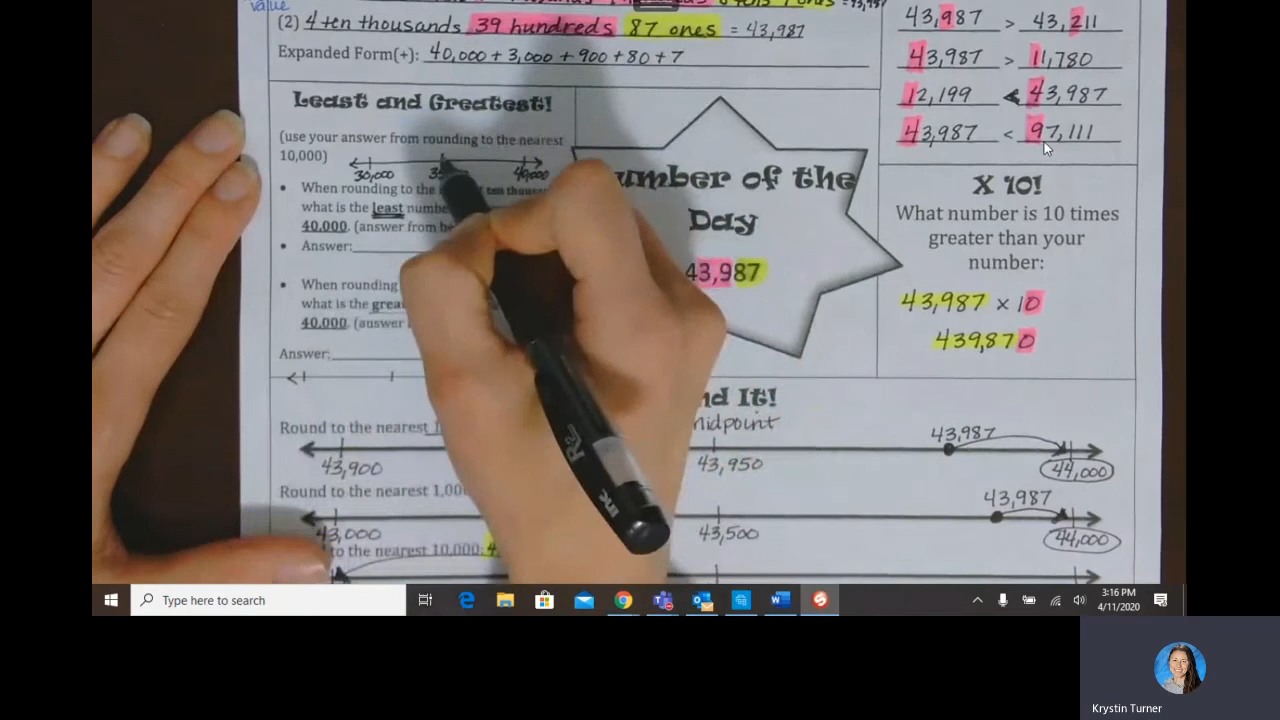 value
(2) 4 ten thousands 39 hundreds 87 ones = 43,987
Expanded Form(+): 40,000 + 3,000 + 900 + 80 + 7
43,987 > 43,211
43,987 > 11,780
12,199 < 43,987
43,987 < 97,111
Least and Greatest!
(use your answer from rounding to the nearest
10,000)
30,000 40,000
When rounding to the
what is the least
40,000. (answer from
Answer:
When rounding
what is the
40,000. (answer
Answer:
of the
Day
43,987
X 10!
What number is 10 times
greater than your
number:
43,987 x 10
439,870
It!
midpoint
Round to the nearest
43,987
43,900 43,950 44,000
Round to the nearest
43,987
43,000 43,500 44,000
to the nearest 10,000:
Type here to search
3:16 PM
4/11/2020
Krystin Turner